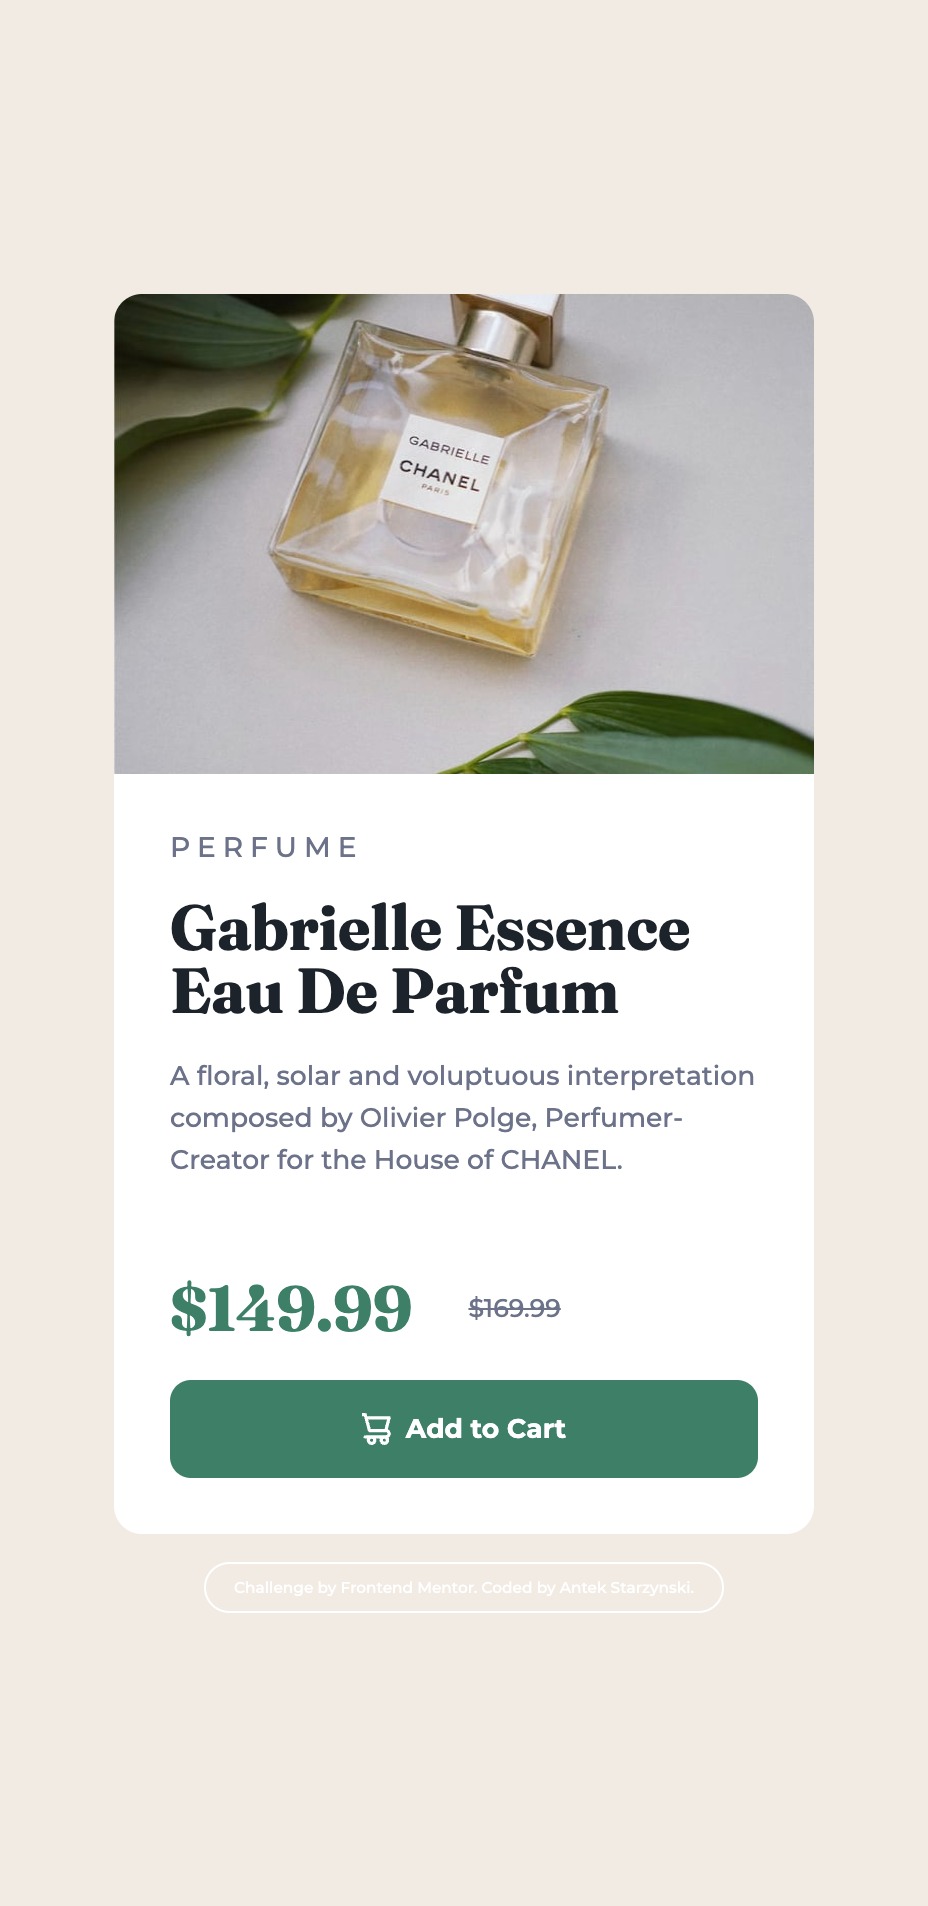 GABRIELLE
CHANEL
PARIS
PERFUME
Gabrielle Essence
Eau De Parfum
A floral, solar and voluptuous interpretation
composed by Olivier Polge, Perfumer-
Creator for the House of CHANEL.
$149.99 $169.99
Add to Cart
Challenge by Frontend Mentor. Coded by Antek Starzynski.